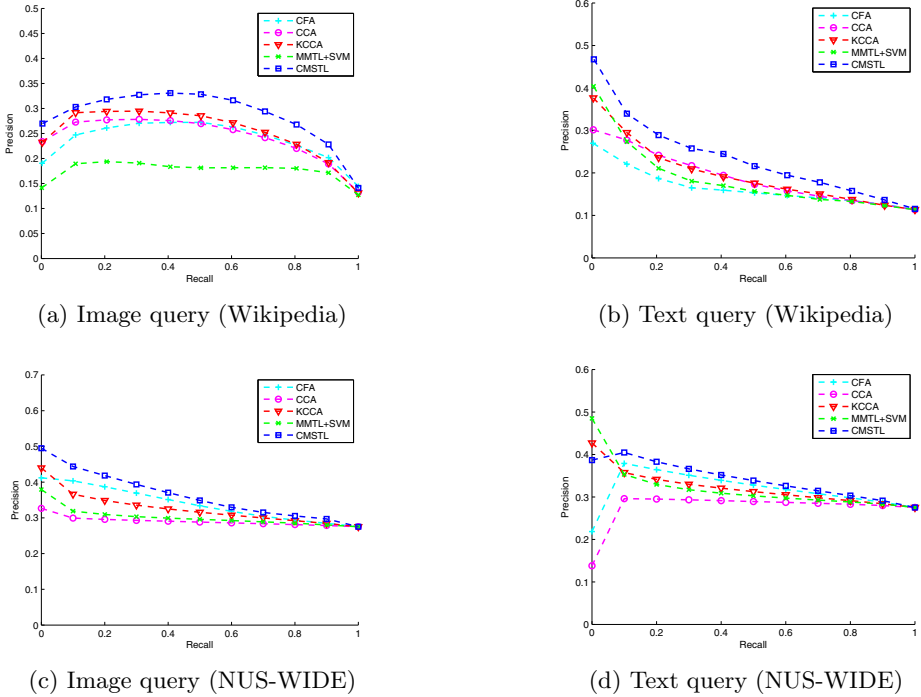 0.5
0.45
0.4
0.35
0.3
0.25
0.2
0.15
0.1
0.05
0
Precision
0 0.2 0.4 0.6 0.8 1
Recall
CFA
CCA
KCCA
MMTL+SVM
CMSTL
(a) Image query (Wikipedia)
0.6
0.5
0.4
0.3
0.2
0.1
0
Precision
0 0.2 0.4 0.6 0.8 1
Recall
CFA
CCA
KCCA
MMTL+SVM
CMSTL
(b) Text query (Wikipedia)
0.7
0.6
0.5
0.4
0.3
0.2
0.1
0
Precision
0 0.2 0.4 0.6 0.8 1
Recall
CFA
CCA
KCCA
MMTL+SVM
CMSTL
(c) Image query (NUS-WIDE)
0.6
0.5
0.4
0.3
0.2
0.1
0
Precision
0 0.2 0.4 0.6 0.8 1
Recall
CFA
CCA
KCCA
MMTL+SVM
CMSTL
(d) Text query (NUS-WIDE)